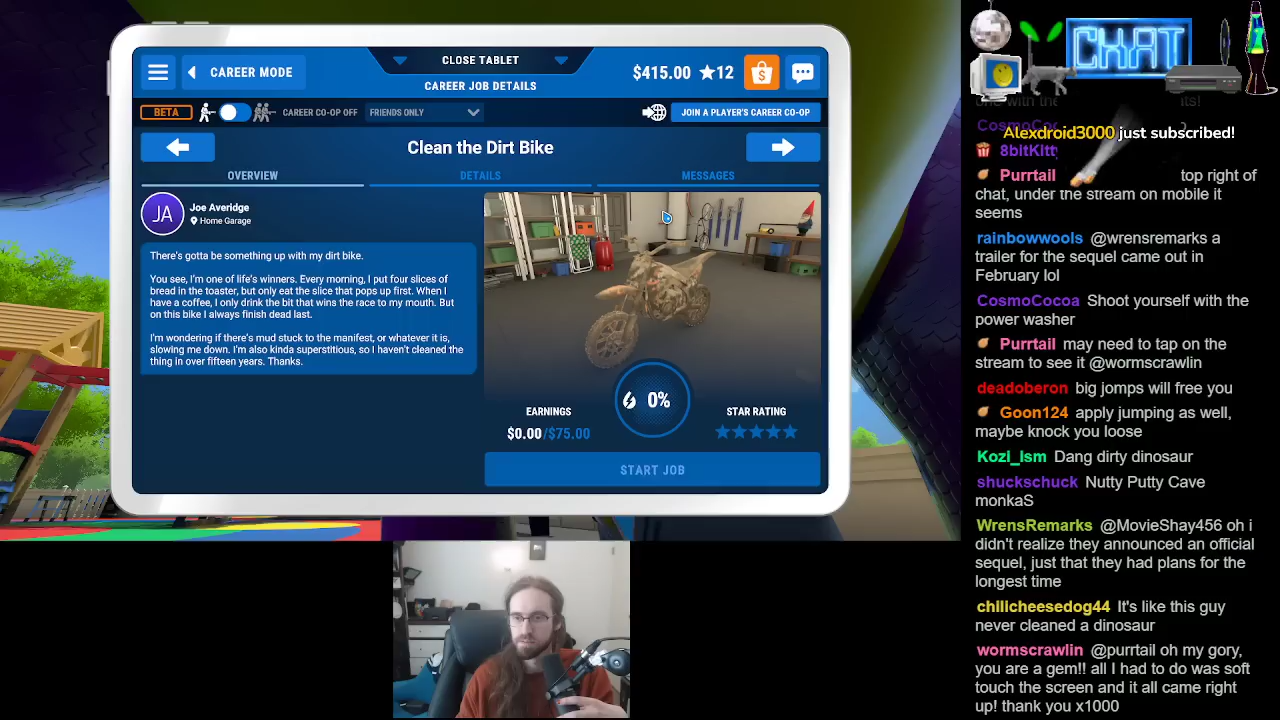 CLOSE TABLET
CAREER MODE
CAREER JOB DETAILS
$415.00 ★12
BETA
CAREER CO-OP OFF
FRIENDS ONLY
JOIN A PLAYER'S CAREER CO-OP
Clean the Dirt Bike
OVERVIEW
DETAILS
MESSAGES
JA
Joe Averidge
Home Garage
There's gotta be something up with my dirt bike.
You see, I'm one of life's winners. Every morning, I put four slices of
bread in the toaster, but only eat the slice that pops up first. When I
have a coffee, I only drink the bit that wins the race to my mouth. But
on this bike I always finish dead last.
I'm wondering if there's mud stuck to the manifest, or whatever it is,
slowing me down. I'm also kinda superstitious, so I haven't cleaned the
thing in over fifteen years. Thanks.
EARNINGS
$0.00/$75.00
0%
STAR RATING
START JOB
CHAT
one with the
Alexdroid3000 just subscribed!
Purrtail top right of
chat, under the stream on mobile it
seems
rainbowwools @wrensremarks a
trailer for the sequel came out in
February lol
CosmoCocoa Shoot yourself with the
power washer
Purrtail may need to tap on the
stream to see it @wormscrawlin
deadoberon big jomps will free you
Goon124 apply jumping as well,
maybe knock you loose
Kozi_Ism Dang dirty dinosaur
shuckschuck Nutty Putty Cave
monkaS
WrensRemarks @MovieShay456 oh i
didn't realize they announced an official
sequel, just that they had plans for the
longest time
chillcheesedog44 It's like this guy
never cleaned a dinosaur
wormscrawlin @purrtail oh my gory,
you are a gem!! all I had to do was soft
touch the screen and it all came right
up! thank you x1000